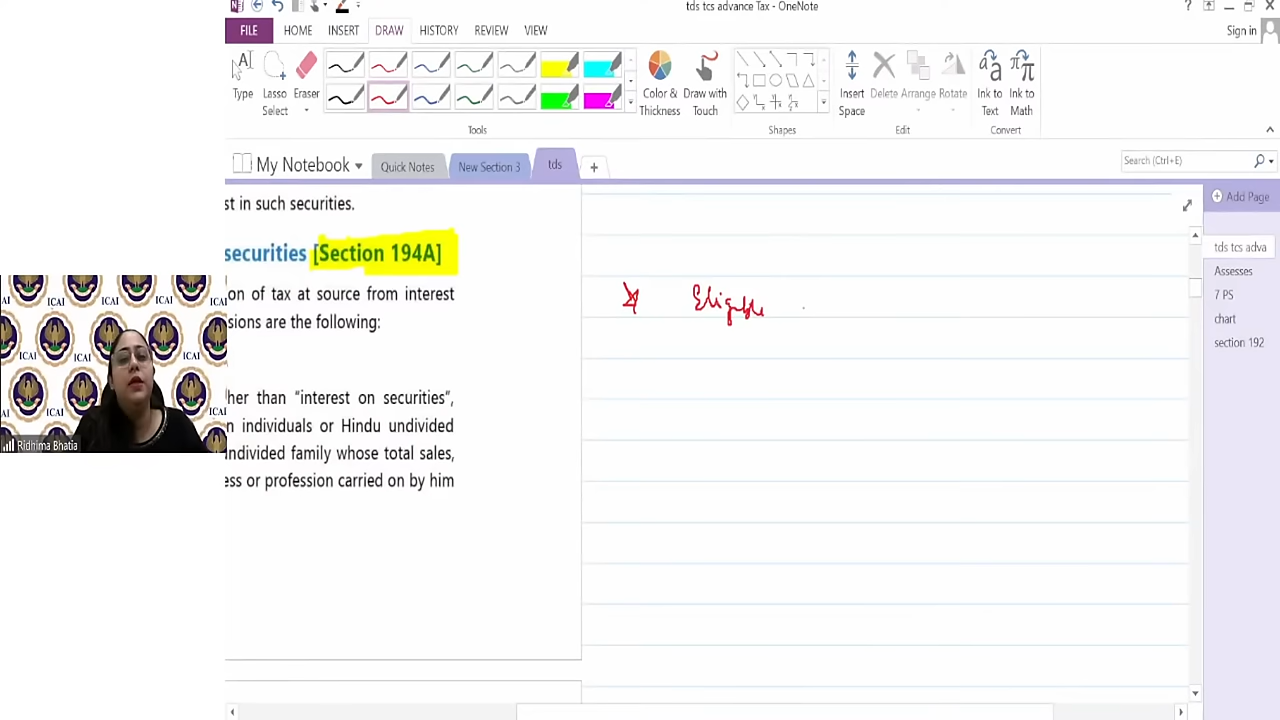 tds tcs advance Tax - OneNote
FILE HOME INSERT DRAW HISTORY REVIEW VIEW
Sign in
Type
Lasso Select
Eraser
Color & Thickness
Draw with Touch
Insert Space
Delete
Arrange
Rotate
Ink to Text
Ink to Math
Tools
Shapes
Edit
Convert
My Notebook
Quick Notes
New Section 3
tds
Search (Ctrl+E)
Add Page
tds tcs adva
Assesses
7 PS
chart
section 192
st in such securities.
securities [Section 194A]
on of tax at source from interest
sions are the following:
her than "interest on securities",
n individuals or Hindu undivided
ndivided family whose total sales,
ess or profession carried on by him
Eligible
ICAI
Ridhima Bhatia